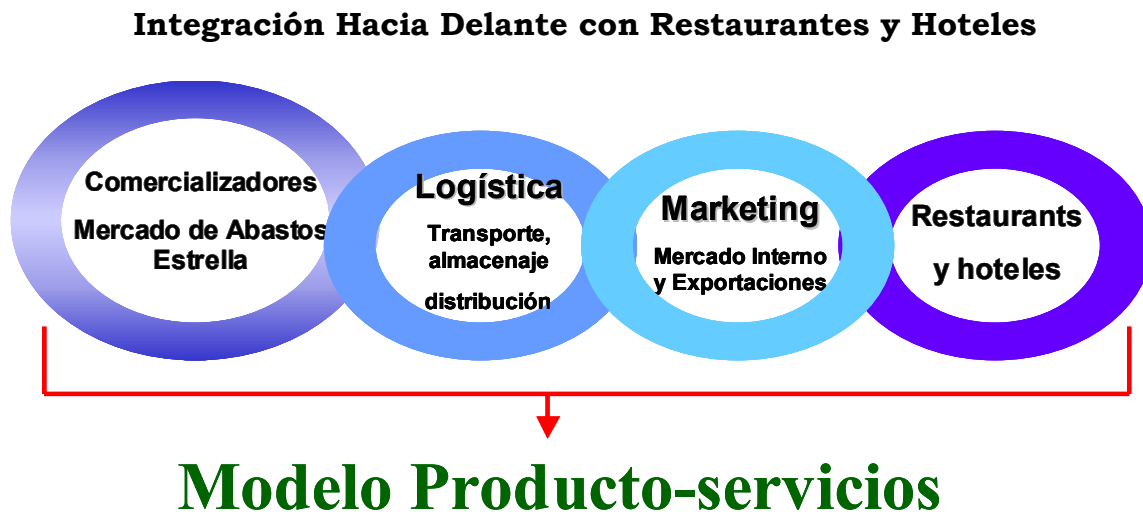 Integración Hacia Delante con Restaurantes y Hoteles
Comercializadores
Mercado de Abastos
Estrella
Logística
Transporte,
almacenaje
distribución
Marketing
Mercado Interno
y Exportaciones
Restaurants
y hoteles
Modelo Producto-servicios